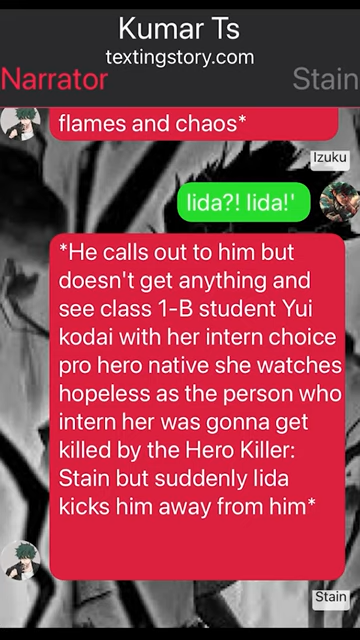 Kumar Ts
textingstory.com
Narrator
Stain
flames and chaos*
Izuku
Iida?! Iida!'
*He calls out to him but
doesn't get anything and
see class 1-B student Yui
kodai with her intern choice
pro hero native she watches
hopeless as the person who
intern her was gonna get
killed by the Hero Killer:
Stain but suddenly Iida
kicks him away from him*
Stain